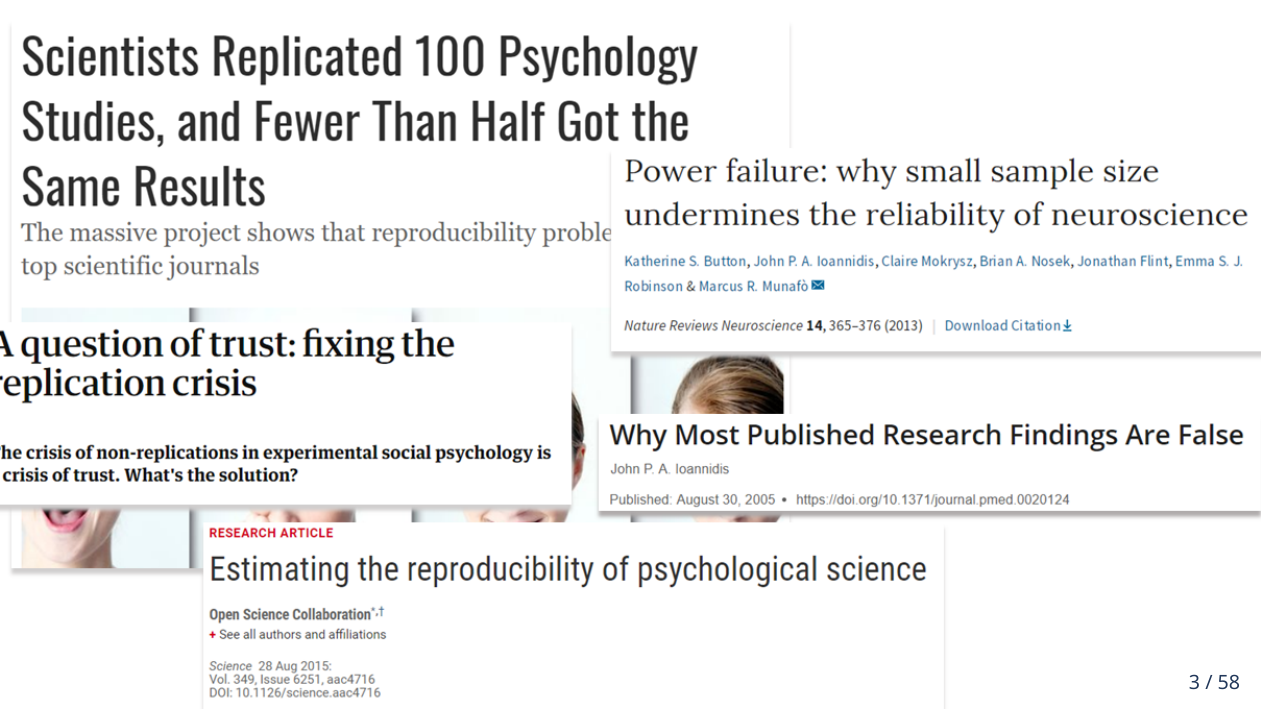 Scientists Replicated 100 Psychology
Studies, and Fewer Than Half Got the
Same Results
The massive project shows that reproducibility
top scientific journals
Power failure: why small sample size
undermines the reliability of neuroscience
Katherine S. Button, John P. A. Ioannidis, Claire Mokrysz, Brian A. Nosek, Jonathan Flint, Emma S. J.
Robinson & Marcus R. Munafò
Nature Reviews Neuroscience 14, 365–376 (2013) | Download Citation
A question of trust: fixing the
replication crisis
The crisis of non-replications in experimental social psychology is
crisis of trust. What's the solution?
Why Most Published Research Findings Are False
John P. A. Ioannidis
Published: August 30, 2005 • https://doi.org/10.1371/journal.pmed.0020124
RESEARCH ARTICLE
Estimating the reproducibility of psychological science
Open Science Collaboration*,†
+ See all authors and affiliations
Science 28 Aug 2015:
Vol. 349, Issue 6251, aac4716
DOI: 10.1126/science.aac4716
3 / 58